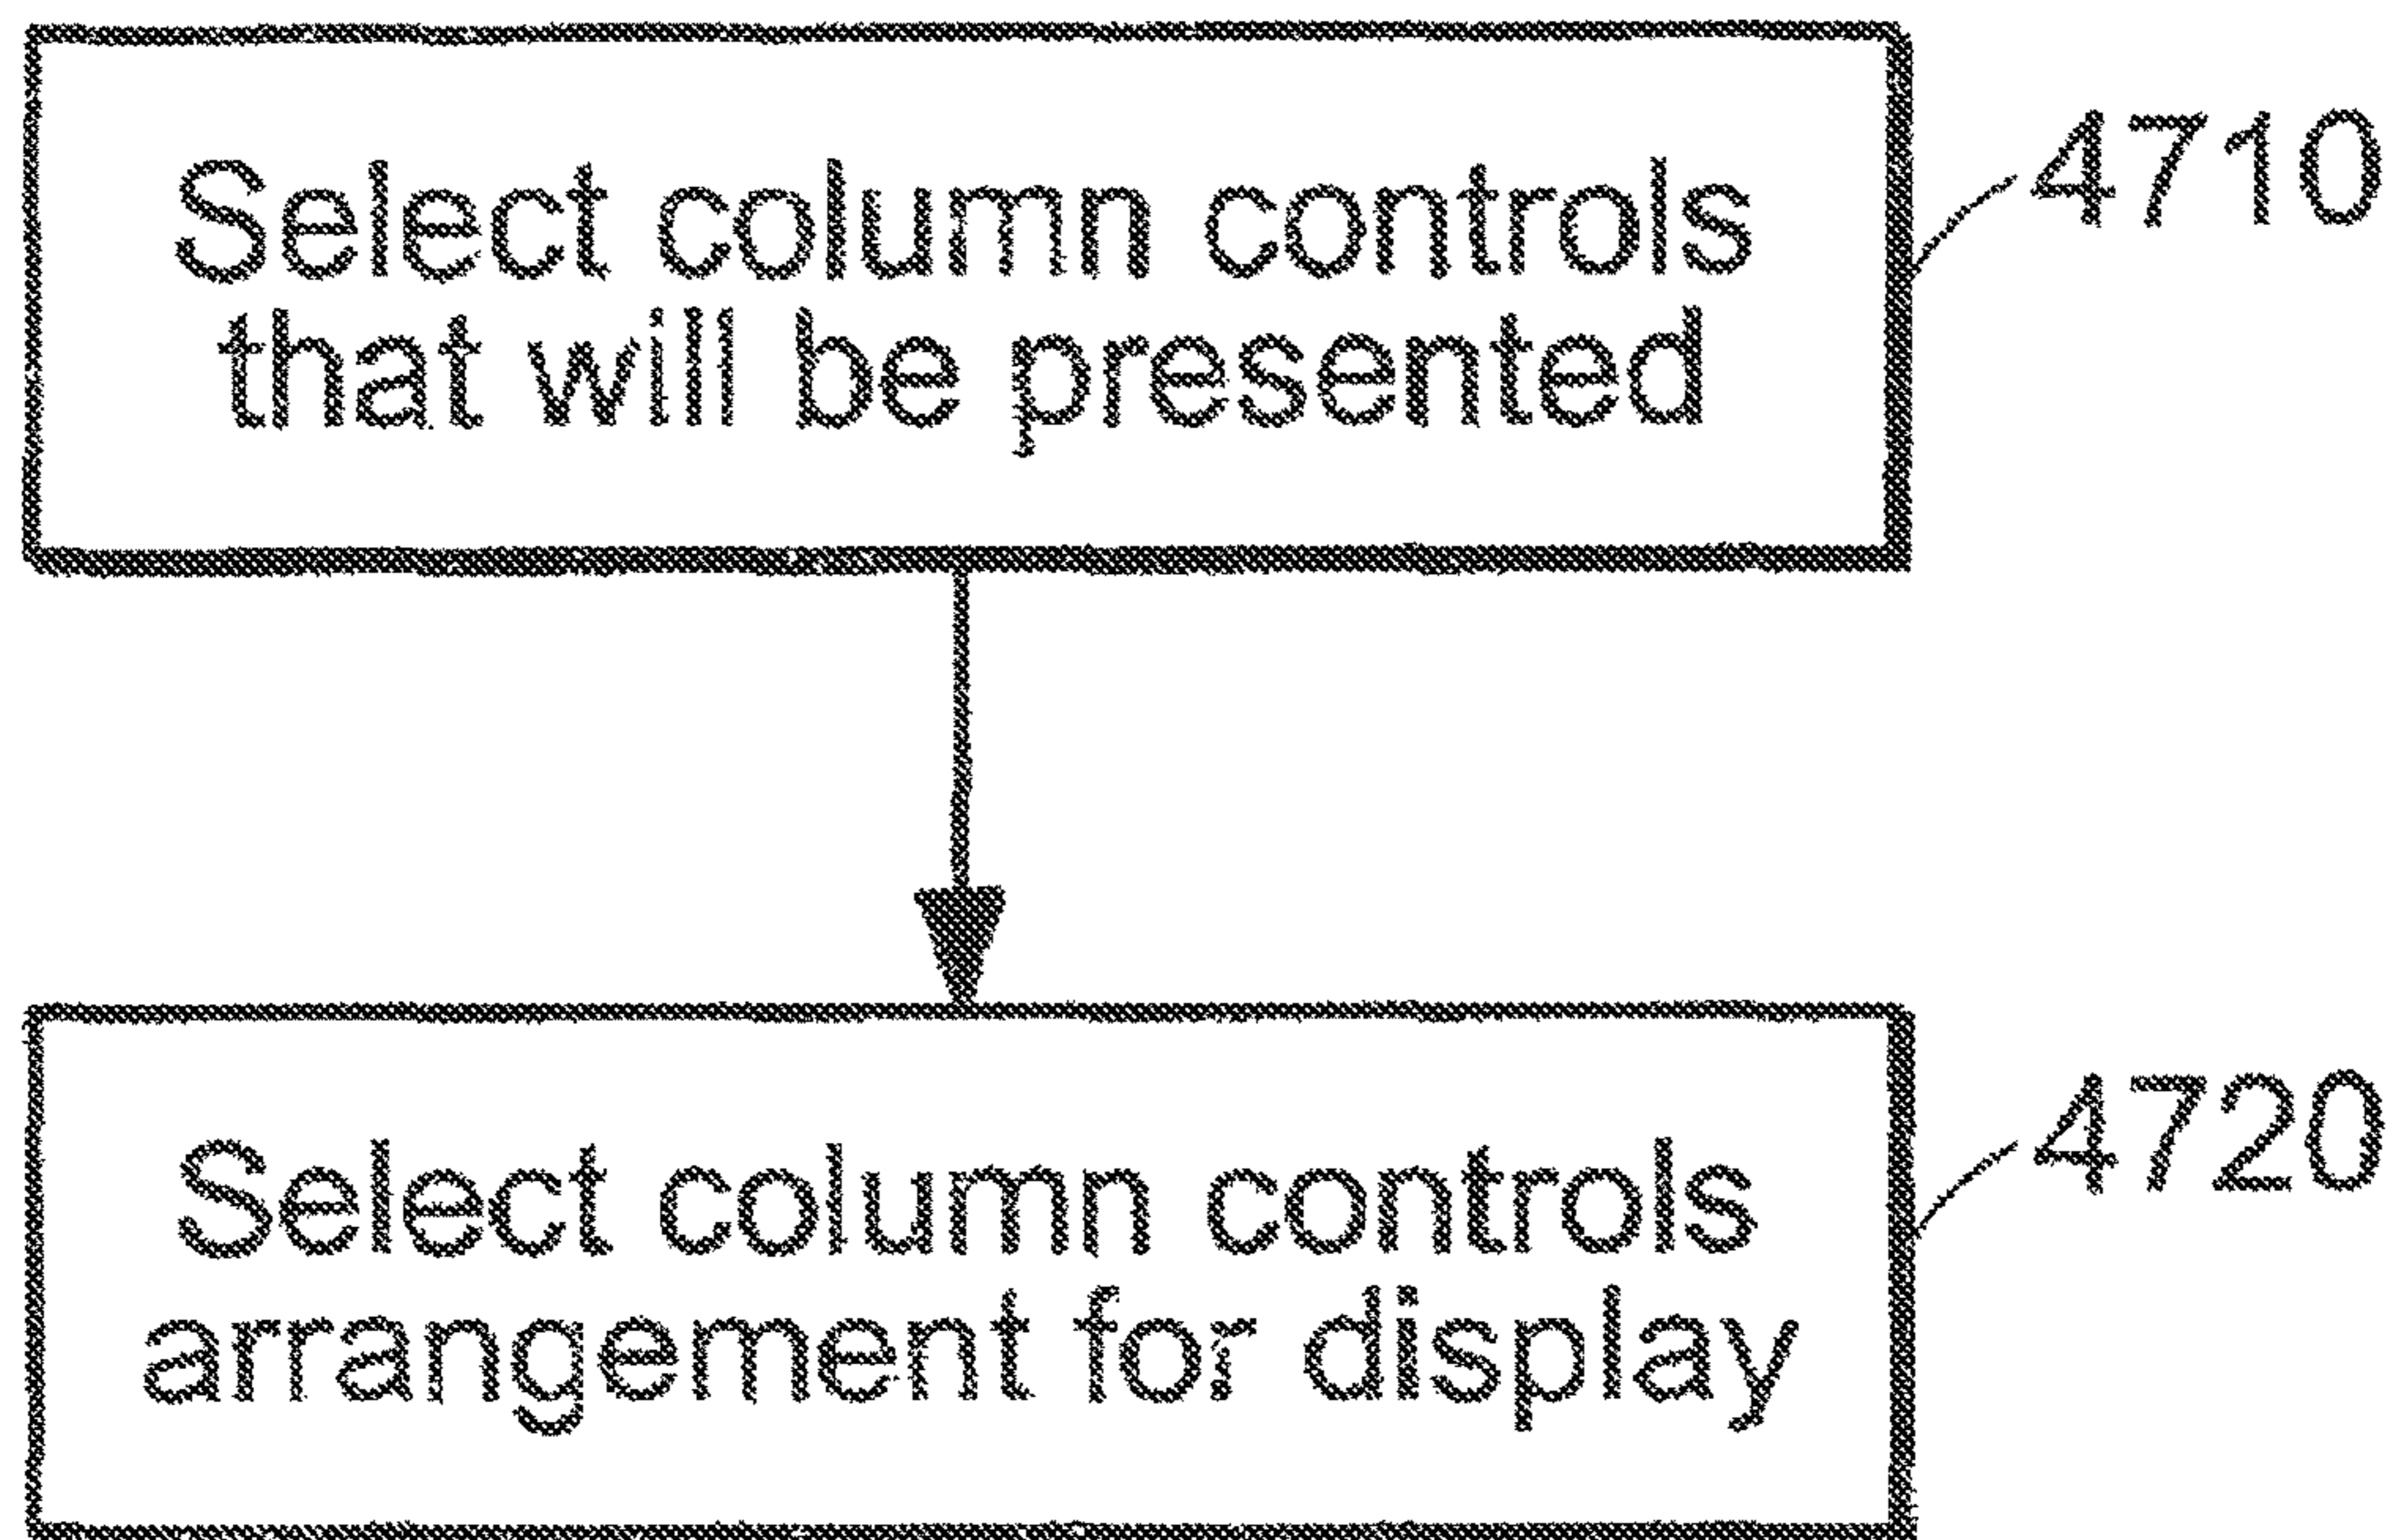 Select column controls
that will be presented
4710
Select column controls
arrangement for display
4720